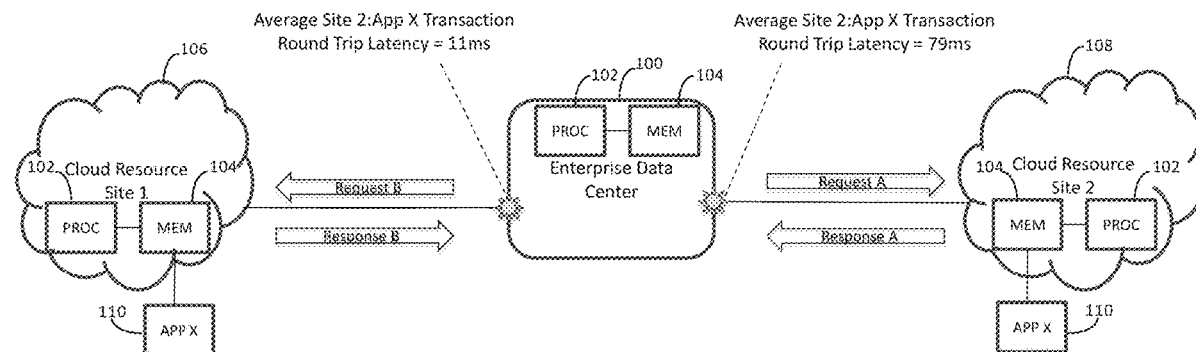 Average Site 2:App X Transaction
Round Trip Latency = 11ms
Average Site 2:App X Transaction
Round Trip Latency = 79ms
106
100
108
102
104
PROC
MEM
Enterprise Data
Center
102
Cloud Resource
Site 1
104
PROC
MEM
Request B
Response B
Request A
Response A
104
Cloud Resource
Site 2
102
MEM
PROC
110
APP X
APP X
110